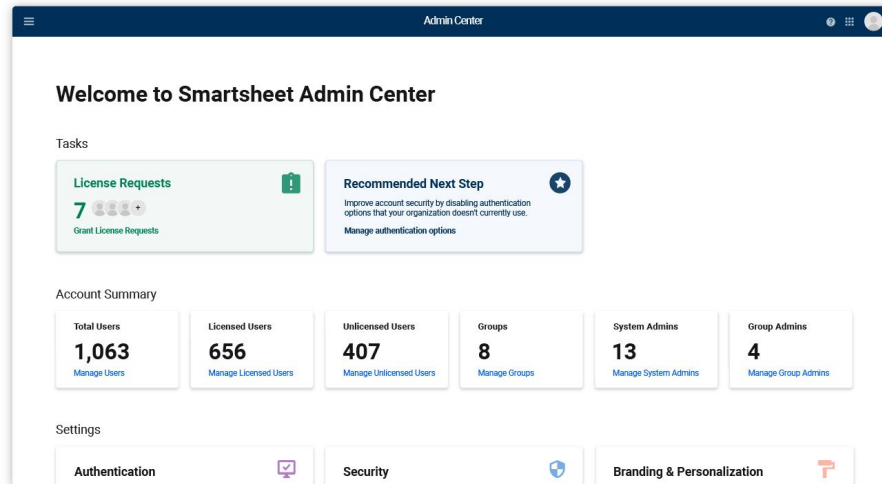 Admin Center
Welcome to Smartsheet Admin Center
Tasks
License Requests
7
+
Grant License Requests
Recommended Next Step
Improve account security by disabling authentication
options that your organization doesn't currently use.
Manage authentication options
Account Summary
Total Users
1,063
Manage Users
Licensed Users
656
Manage Licensed Users
Unlicensed Users
407
Manage Unlicensed Users
Groups
8
Manage Groups
System Admins
13
Manage System Admins
Group Admins
4
Manage Group Admins
Settings
Authentication
Security
Branding & Personalization